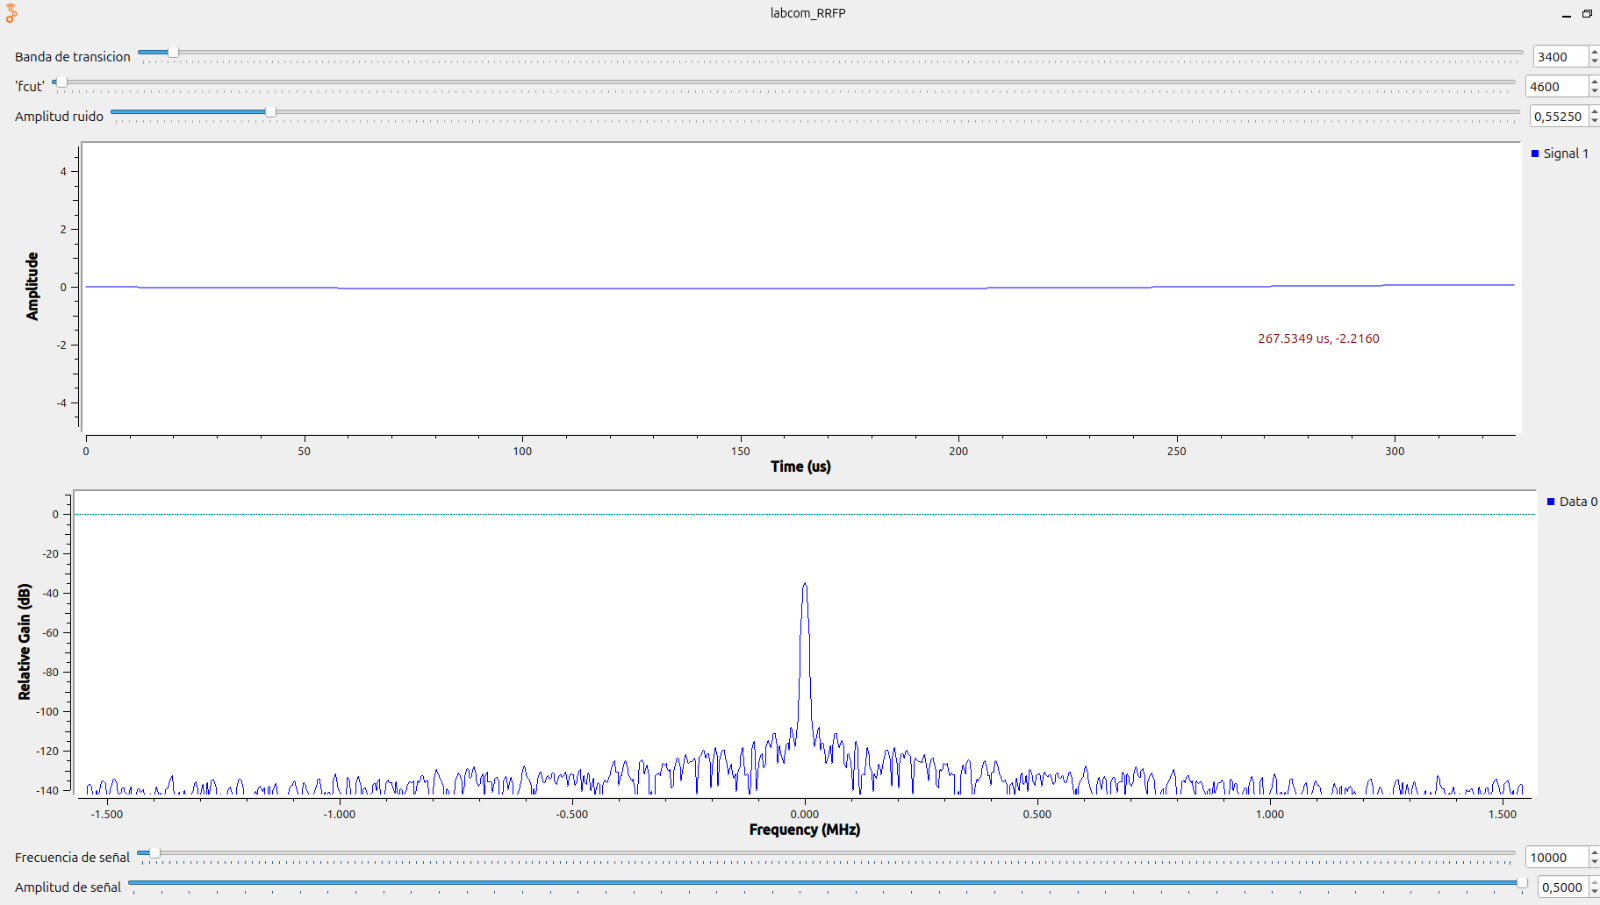 labcom_RRFP
Banda de transicion 3400
'fcut' 4600
Amplitud ruido 0,55250
Signal 1
4
2
0
-2
-4
Amplitude
267.5349 us, -2.2160
0 50 100 150 200 250 300
Time (us)
Data 0
0
-20
-40
-60
-80
-100
-120
-140
Relative Gain (dB)
-1.500 -1.000 -0.500 0.000 0.500 1.000 1.500
Frequency (MHz)
Frecuencia de señal 10000
Amplitud de señal 0,5000